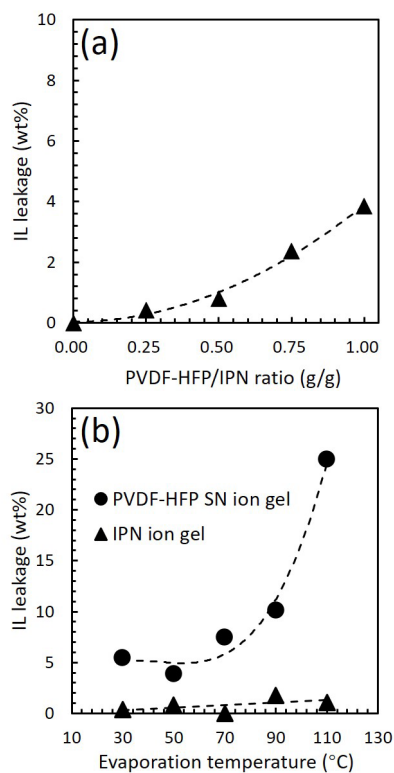 (a)
10
8
6
4
2
0
IL leakage (wt%)
0.00 0.25 0.50 0.75 1.00
PVDF-HFP/IPN ratio (g/g)
(b)
30
25
20
15
10
5
0
IL leakage (wt%)
PVDF-HFP SN ion gel
IPN ion gel
10 30 50 70 90 110 130
Evaporation temperature (°C)